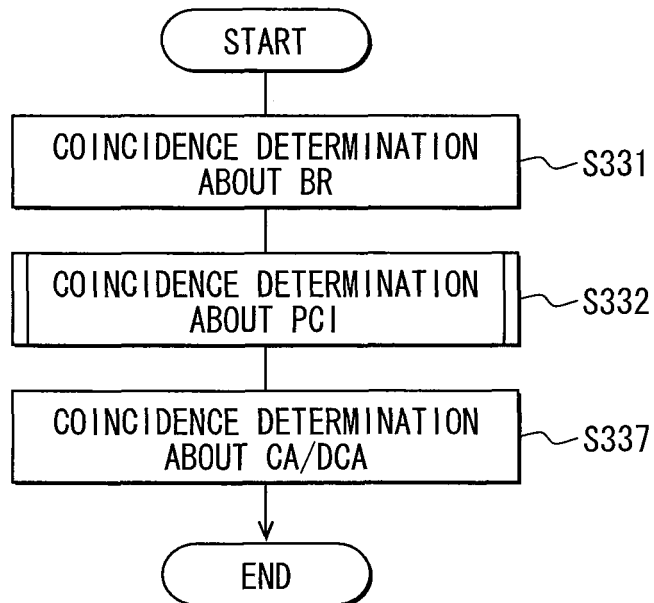 START
COINCIDENCE DETERMINATION
ABOUT BR
S331
COINCIDENCE DETERMINATION
ABOUT PCI
S332
COINCIDENCE DETERMINATION
ABOUT CA/DCA
S337
END